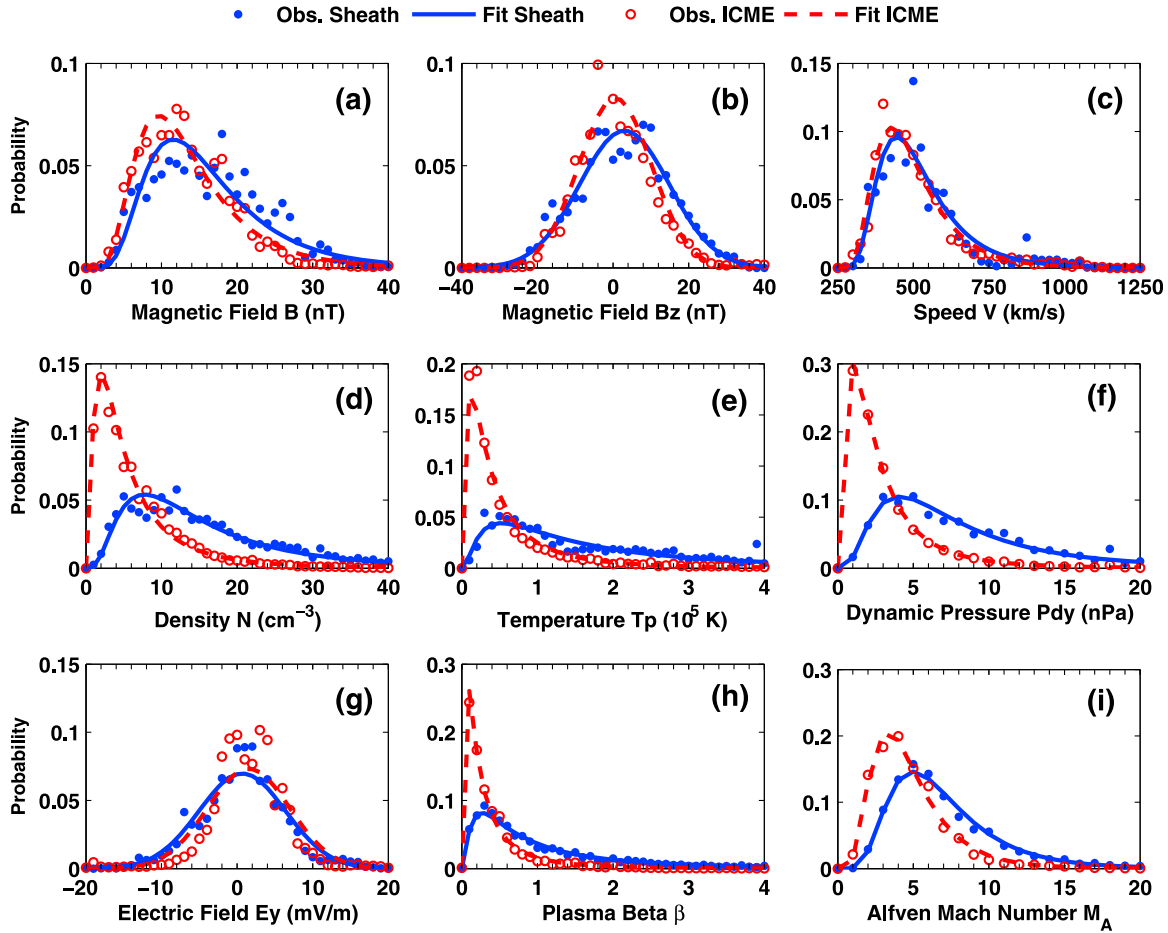 Obs. Sheath Fit Sheath Obs. ICME Fit ICME
0.1 0.1 0.15
(a) (b) (c)
0.1
0.05 0.05
0.05
Probability
0 0 0
0 10 20 30 40 −40 −20 0 20 40 250 500 750 1000 1250
Magnetic Field B (nT) Magnetic Field Bz (nT) Speed V (km/s)
0.15 0.2 0.3
(d) (e) (f)
0.15
0.1 0.2
0.1
0.05 0.1
0.05
Probability
0 0 0
0 10 20 30 40 0 1 2 3 4 0 5 10 15 20
Density N (cm⁻³) Temperature Tp (10⁵ K) Dynamic Pressure Pdy (nPa)
0.15 0.3 0.3
(g) (h) (i)
0.1 0.2 0.2
0.05 0.1 0.1
Probability
0 0 0
−20 −10 0 10 20 0 1 2 3 4 0 5 10 15 20
Electric Field Ey (mV/m) Plasma Beta β Alfven Mach Number M_A